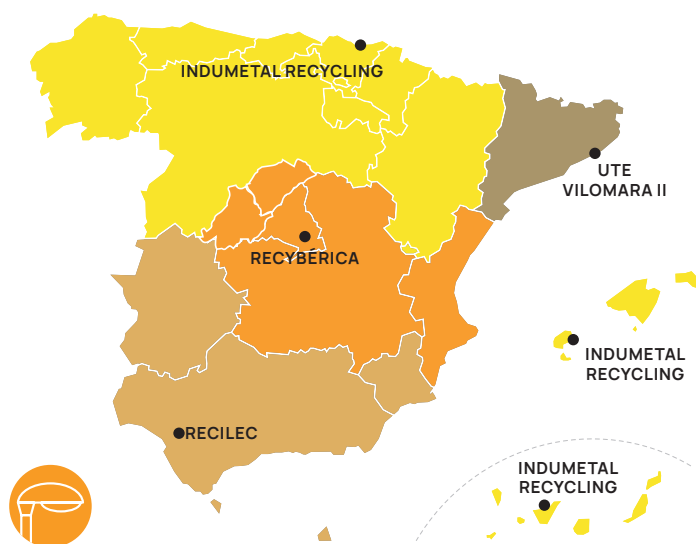 INDUMETAL RECYCLING
UTE
VILOMARA II
RECYBÉRICA
INDUMETAL
RECYCLING
RECILEC
INDUMETAL
RECYCLING